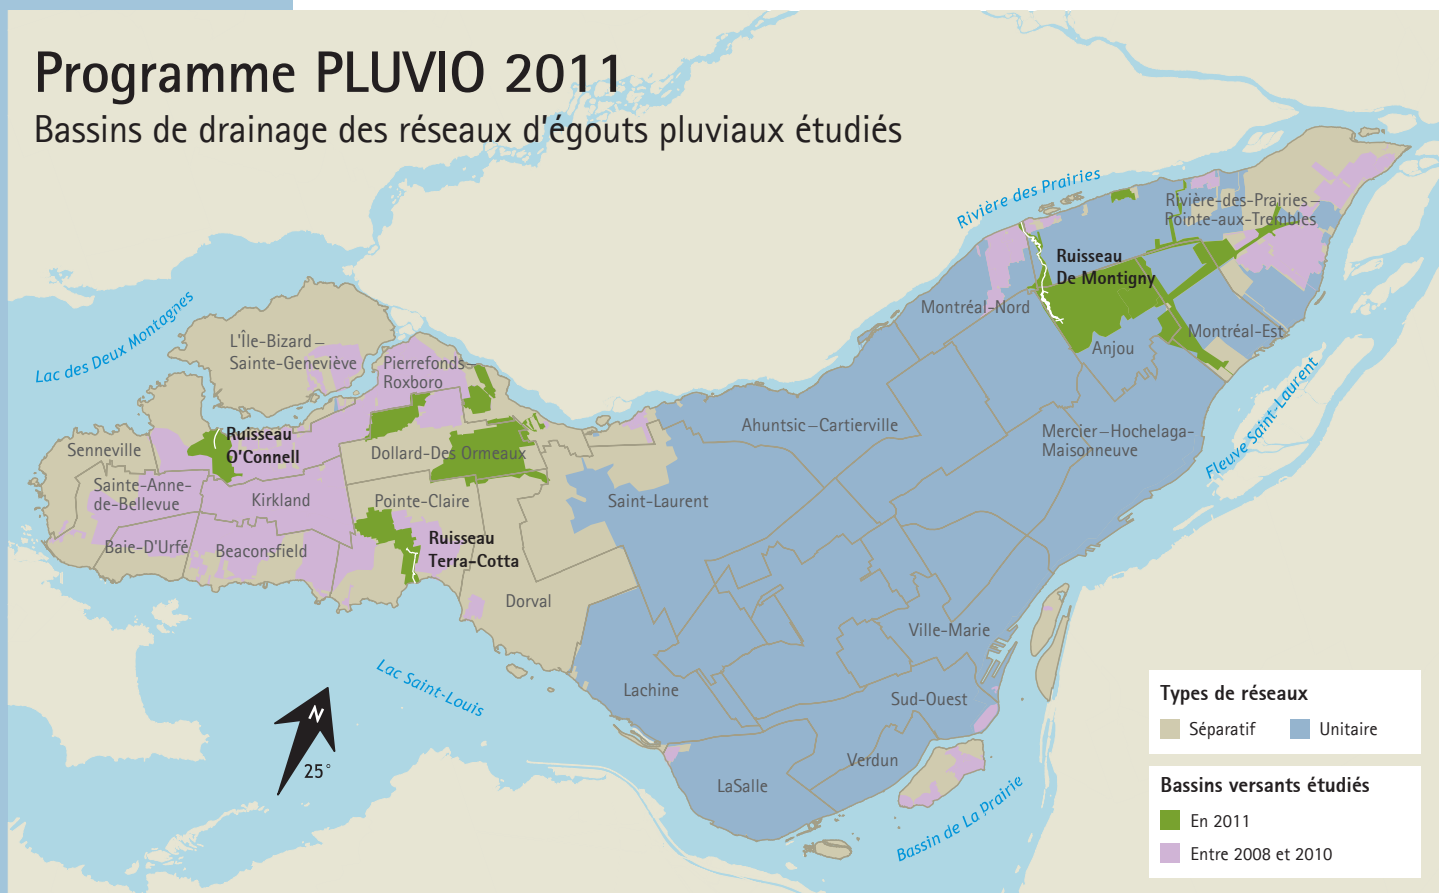 Programme PLUVIO 2011
Bassins de drainage des réseaux d'égouts pluviaux étudiés
Rivière des Prairies
Rivière-des-Prairies –
Pointe-aux-Trembles
Ruisseau
De Montigny
Montréal-Nord
Montréal-Est
Anjou
Lac des Deux Montagnes
L'Île-Bizard –
Sainte-Geneviève
Pierrefonds –
Roxboro
Fleuve Saint-Laurent
Ahuntsic – Cartierville
Mercier – Hochelaga-
Maisonneuve
Senneville
Ruisseau
O'Connell
Dollard-Des Ormeaux
Sainte-Anne-
de-Bellevue
Kirkland
Pointe-Claire
Saint-Laurent
Baie-D'Urfé
Beaconsfield
Ruisseau
Terra-Cotta
Dorval
Ville-Marie
Lac Saint-Louis
Lachine
Sud-Ouest
Verdun
LaSalle
Bassin de La Prairie
N
25°
Types de réseaux
Séparatif
Unitaire
Bassins versants étudiés
En 2011
Entre 2008 et 2010